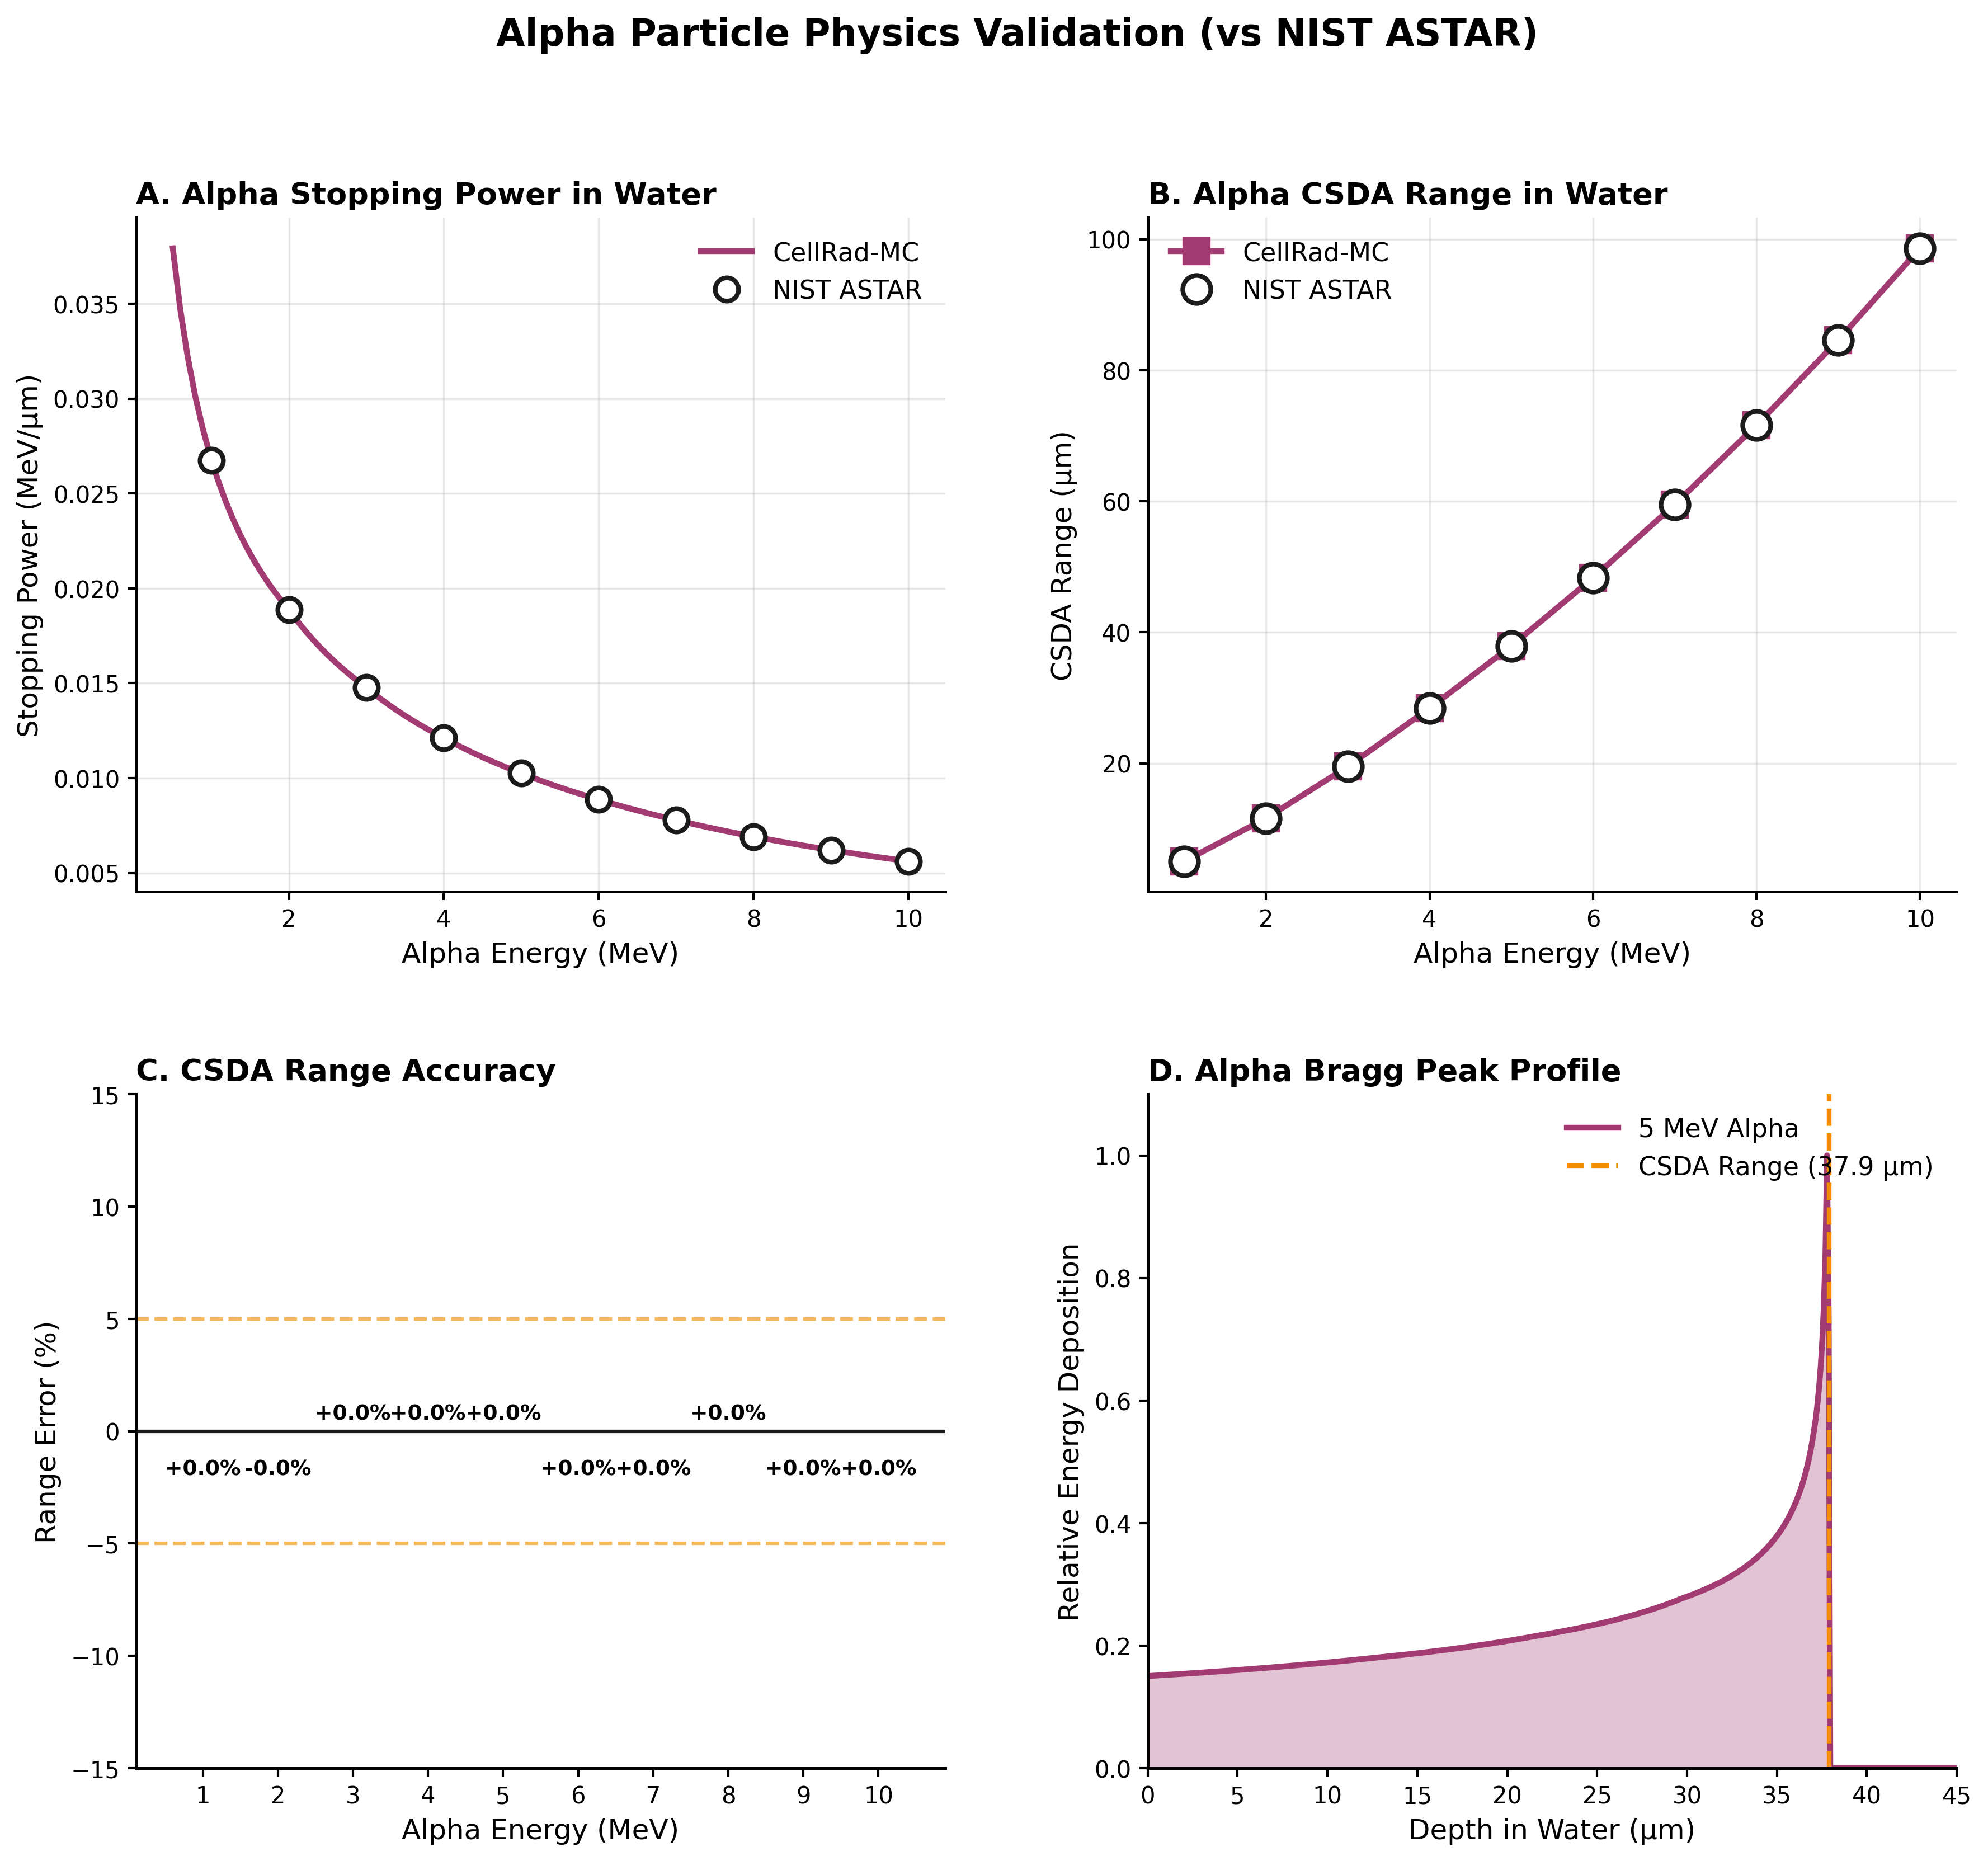 Alpha Particle Physics Validation (vs NIST ASTAR)
A. Alpha Stopping Power in Water
CellRad-MC
NIST ASTAR
Stopping Power (MeV/µm)
0.035
0.030
0.025
0.020
0.015
0.010
0.005
2 4 6 8 10
Alpha Energy (MeV)
B. Alpha CSDA Range in Water
CellRad-MC
NIST ASTAR
CSDA Range (µm)
100
80
60
40
20
2 4 6 8 10
Alpha Energy (MeV)
C. CSDA Range Accuracy
Range Error (%)
15
10
5
0
−5
−10
−15
+0.0% +0.0% +0.0% +0.0%
+0.0% -0.0% +0.0% +0.0% +0.0% +0.0%
1 2 3 4 5 6 7 8 9 10
Alpha Energy (MeV)
D. Alpha Bragg Peak Profile
5 MeV Alpha
CSDA Range (37.9 µm)
Relative Energy Deposition
1.0
0.8
0.6
0.4
0.2
0.0
0 5 10 15 20 25 30 35 40 45
Depth in Water (µm)